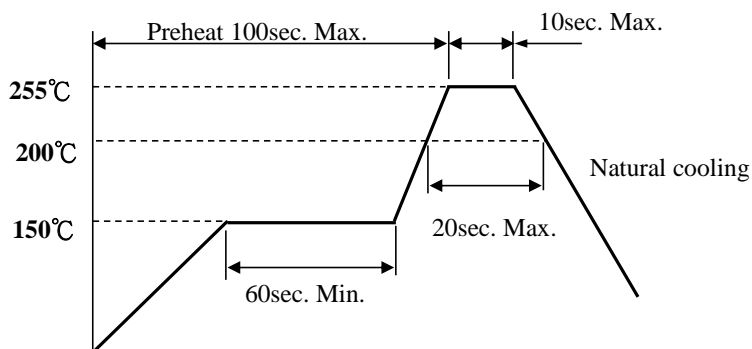 Preheat 100sec. Max.
10sec. Max.
255℃
200℃
Natural cooling
150℃
20sec. Max.
60sec. Min.